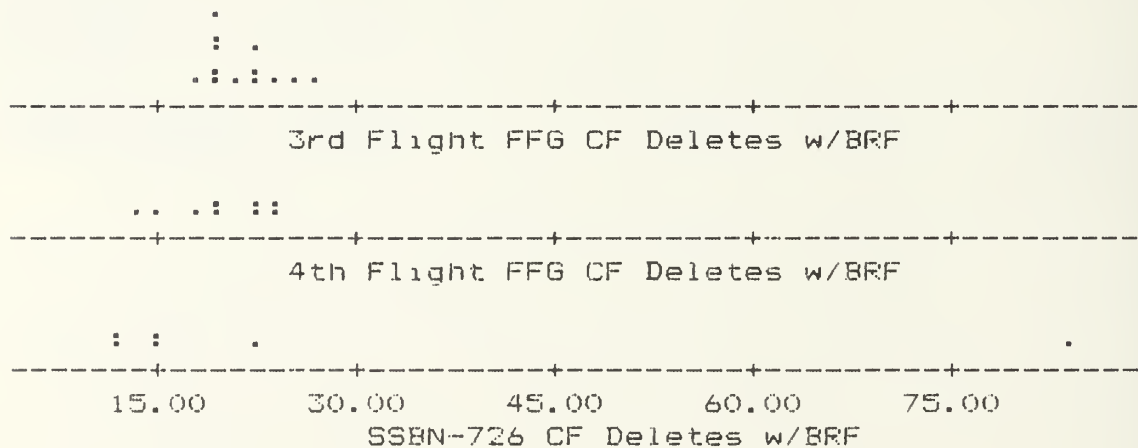 3rd Flight FFG CF Deletes w/BRF
4th Flight FFG CF Deletes w/BRF
15.00 30.00 45.00 60.00 75.00
SSBN-726 CF Deletes w/BRF